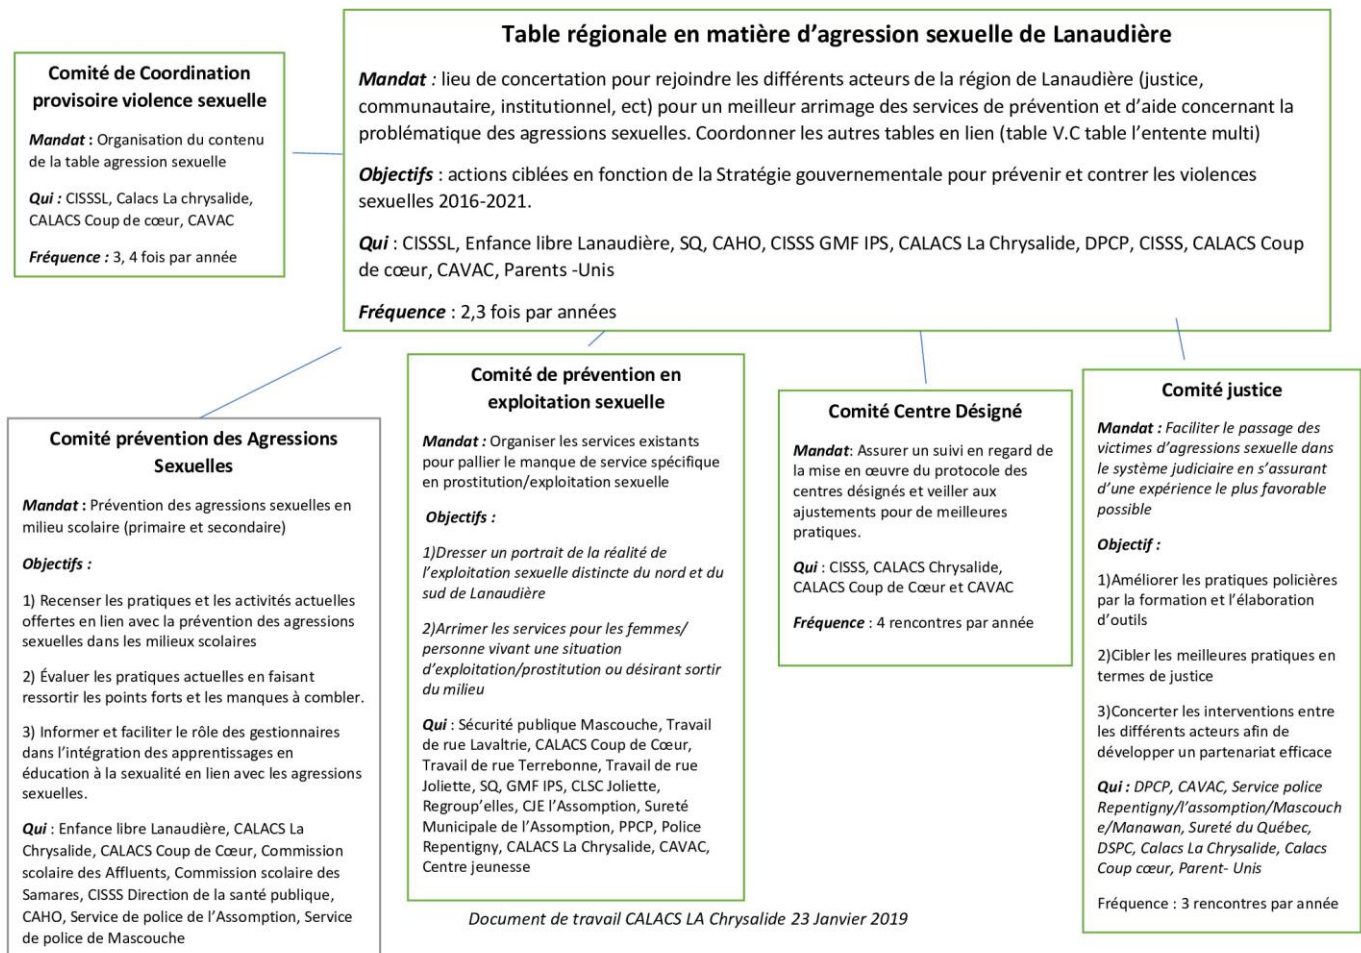 Table régionale en matière d'agression sexuelle de Lanaudière
Mandat : lieu de concertation pour rejoindre les différents acteurs de la région de Lanaudière (justice,
communautaire, institutionnel, ect) pour un meilleur arrimage des services de prévention et d'aide concernant la
problématique des agressions sexuelles. Coordonner les autres tables en lien (table V.C table l'entente multi)
Objectifs : actions ciblées en fonction de la Stratégie gouvernementale pour prévenir et contrer les violences
sexuelles 2016-2021.
Qui : CISSSL, Enfance libre Lanaudière, SQ, CAHO, CISSS GMF IPS, CALACS La Chrysalide, DPCP, CISSS, CALACS Coup
de cœur, CAVAC, Parents -Unis
Fréquence : 2,3 fois par années
Comité de Coordination
provisoire violence sexuelle
Mandat : Organisation du contenu
de la table agression sexuelle
Qui : CISSSL, Calacs La chrysalide,
CALACS Coup de cœur, CAVAC
Fréquence : 3, 4 fois par année
Comité prévention des Agressions
Sexuelles
Mandat : Prévention des agressions sexuelles en
milieu scolaire (primaire et secondaire)
Objectifs :
1) Recenser les pratiques et les activités actuelles
offertes en lien avec la prévention des agressions
sexuelles dans les milieux scolaires
2) Évaluer les pratiques actuelles en faisant
ressortir les points forts et les manques à combler.
3) Informer et faciliter le rôle des gestionnaires
dans l'intégration des apprentissages en
éducation à la sexualité en lien avec les agressions
sexuelles.
Qui : Enfance libre Lanaudière, CALACS La
Chrysalide, CALACS Coup de Cœur, Commission
scolaire des Affluents, Commission scolaire des
Samares, CISSS Direction de la santé publique,
CAHO, Service de police de l'Assomption, Service
de police de Mascouche
Comité de prévention en
exploitation sexuelle
Mandat : Organiser les services existants
pour pallier le manque de service spécifique
en prostitution/exploitation sexuelle
Objectifs :
1)Dresser un portrait de la réalité de
l'exploitation sexuelle distincte du nord et du
sud de Lanaudière
2)Arrimer les services pour les femmes/
personne vivant une situation
d'exploitation/prostitution ou désirant sortir
du milieu
Qui : Sécurité publique Mascouche, Travail
de rue Lavaltrie, CALACS Coup de Cœur,
Travail de rue Terrebonne, Travail de rue
Joliette, SQ, GMF IPS, CLSC Joliette,
Regroup'elles, CJE l'Assomption, Sureté
Municipale de l'Assomption, PPCP, Police
Repentigny, CALACS La Chrysalide, CAVAC,
Centre jeunesse
Comité Centre Désigné
Mandat: Assurer un suivi en regard de
la mise en œuvre du protocole des
centres désignés et veiller aux
ajustements pour de meilleures
pratiques.
Qui : CISSS, CALACS Chrysalide,
CALACS Coup de Cœur et CAVAC
Fréquence : 4 rencontres par année
Comité justice
Mandat : Faciliter le passage des
victimes d'agressions sexuelle dans
le système judiciaire en s'assurant
d'une expérience le plus favorable
possible
Objectif :
1)Améliorer les pratiques policières
par la formation et l'élaboration
d'outils
2)Cibler les meilleures pratiques en
termes de justice
3)Concerter les interventions entre
les différents acteurs afin de
développer un partenariat efficace
Qui : DPCP, CAVAC, Service police
Repentigny/l'assomption/Mascouch
e/Manawan, Sureté du Québec,
DSPC, Calacs La Chrysalide, Calacs
Coup cœur, Parent- Unis
Fréquence : 3 rencontres par année
Document de travail CALACS LA Chrysalide 23 Janvier 2019